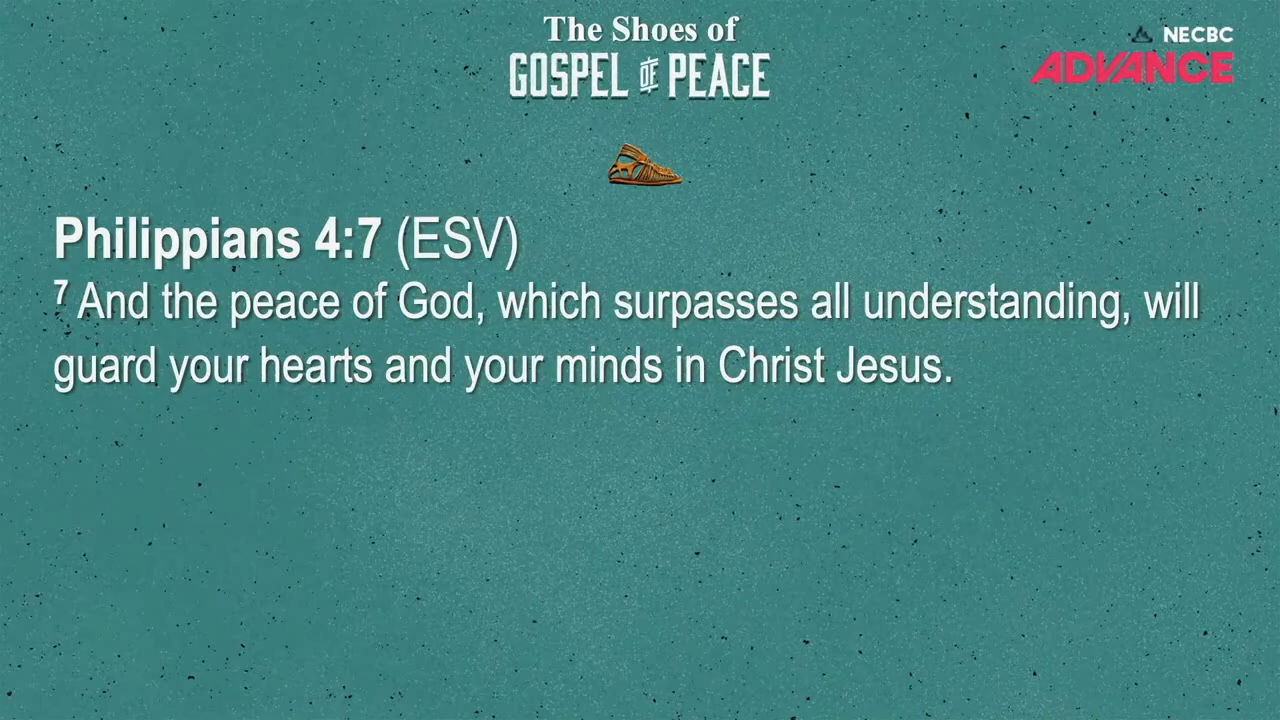 The Shoes of
GOSPEL OF PEACE
NECBC
ADVANCE
Philippians 4:7 (ESV)
7 And the peace of God, which surpasses all understanding, will
guard your hearts and your minds in Christ Jesus.